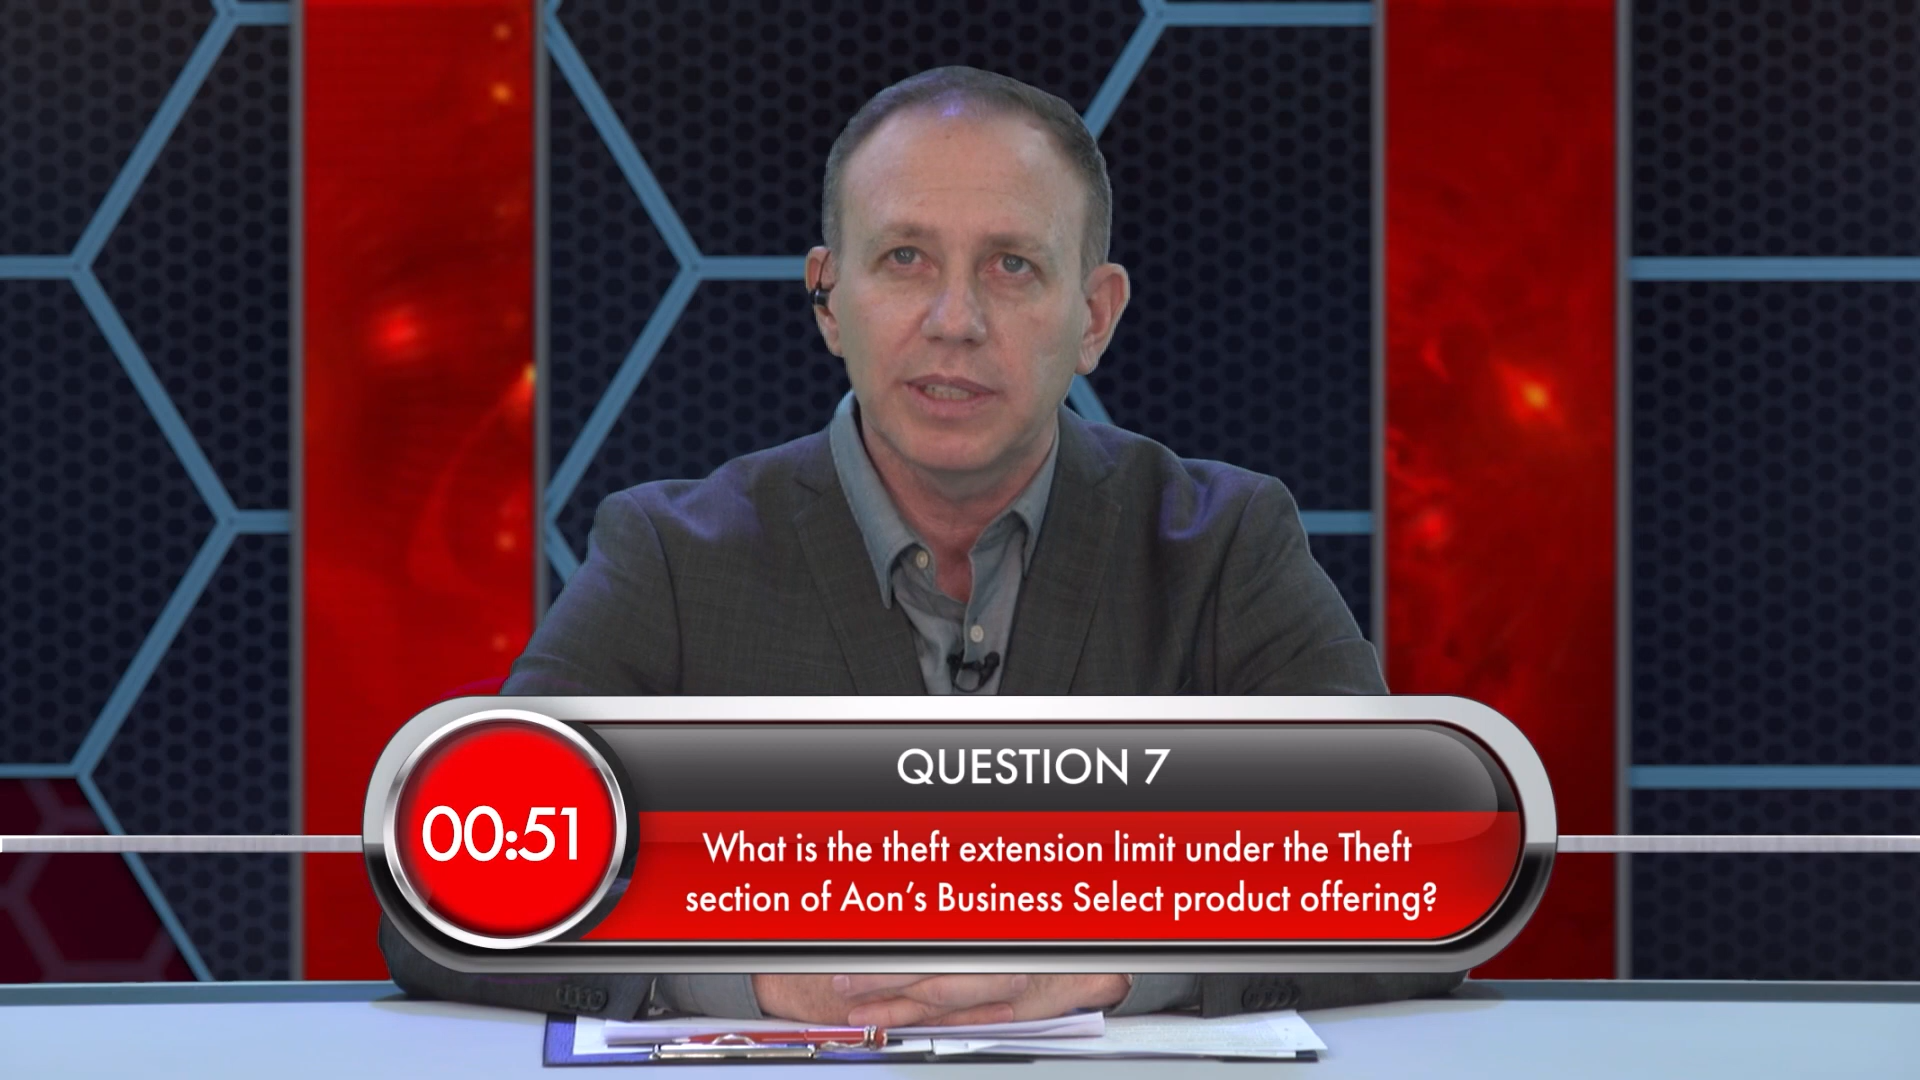 QUESTION 7
00:51
What is the theft extension limit under the Theft
section of Aon’s Business Select product offering?